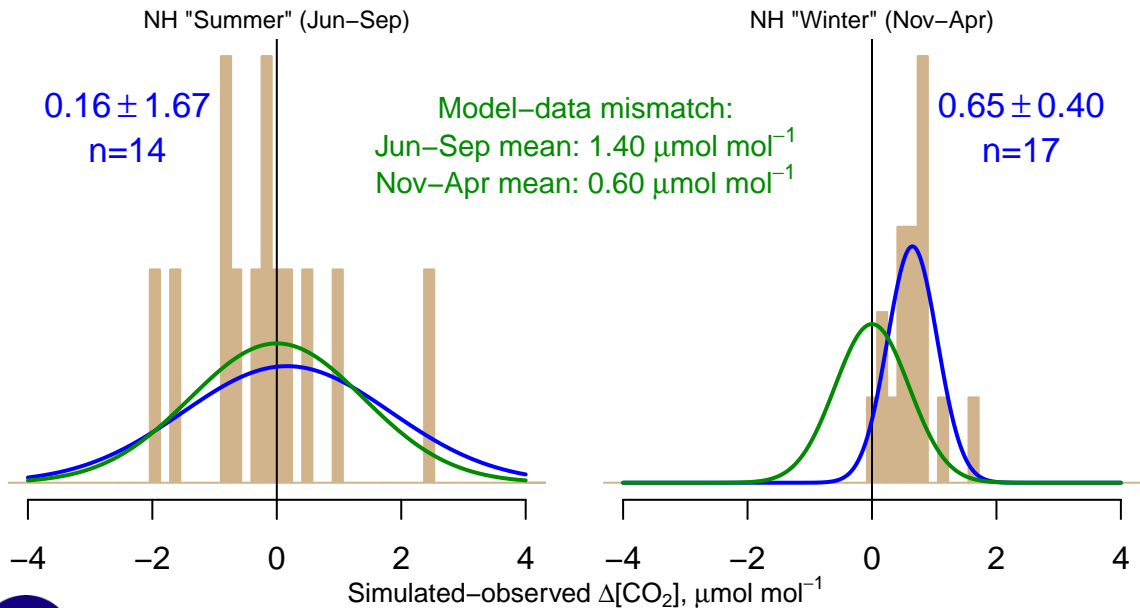 NH "Summer" (Jun−Sep)
NH "Winter" (Nov−Apr)
0.16 ± 1.67
n=14
Model−data mismatch:
Jun−Sep mean: 1.40 μmol mol⁻¹
Nov−Apr mean: 0.60 μmol mol⁻¹
0.65 ± 0.40
n=17
−4 −2 0 2 4
−4 −2 0 2 4
Simulated−observed Δ[CO₂], μmol mol⁻¹